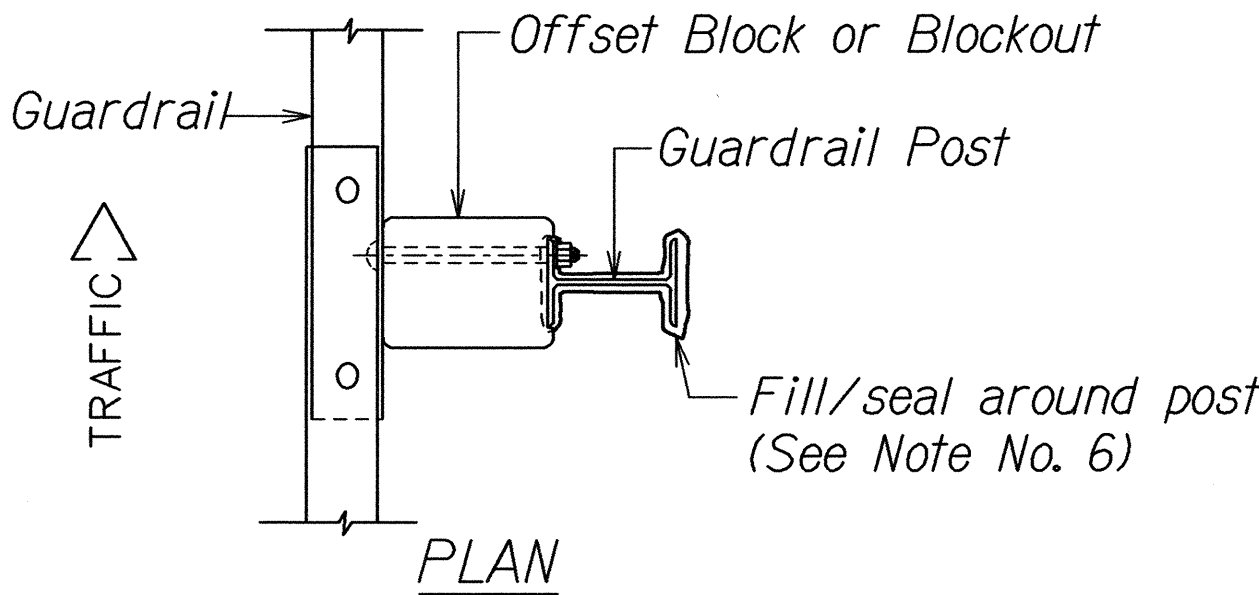 Offset Block or Blockout
Guardrail
Guardrail Post
TRAFFIC
Fill/seal around post
(See Note No. 6)
PLAN